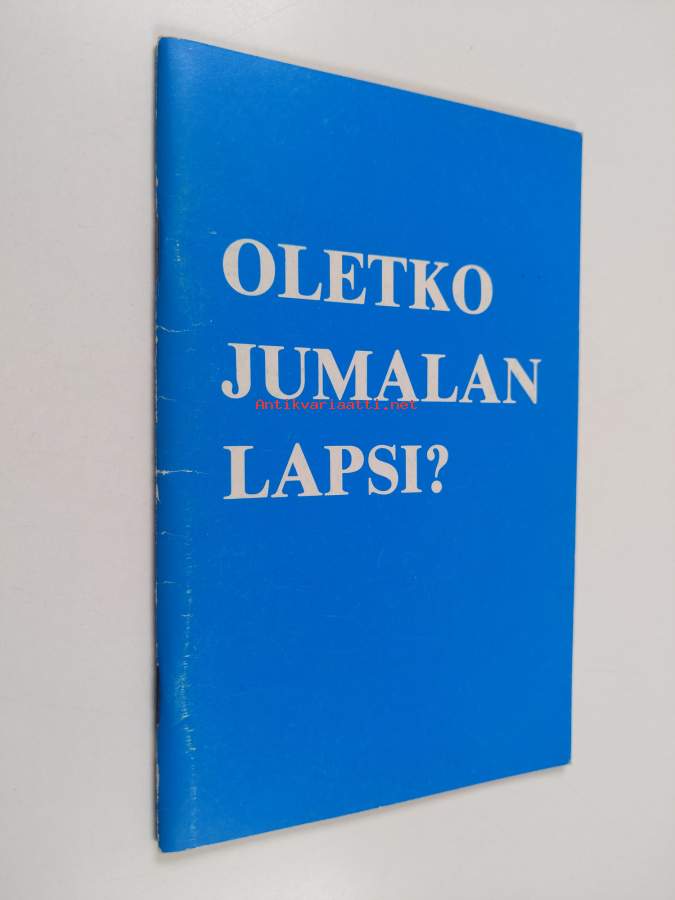 OLETKO
JUMALAN
Antikvariaatti.net
LAPSI?